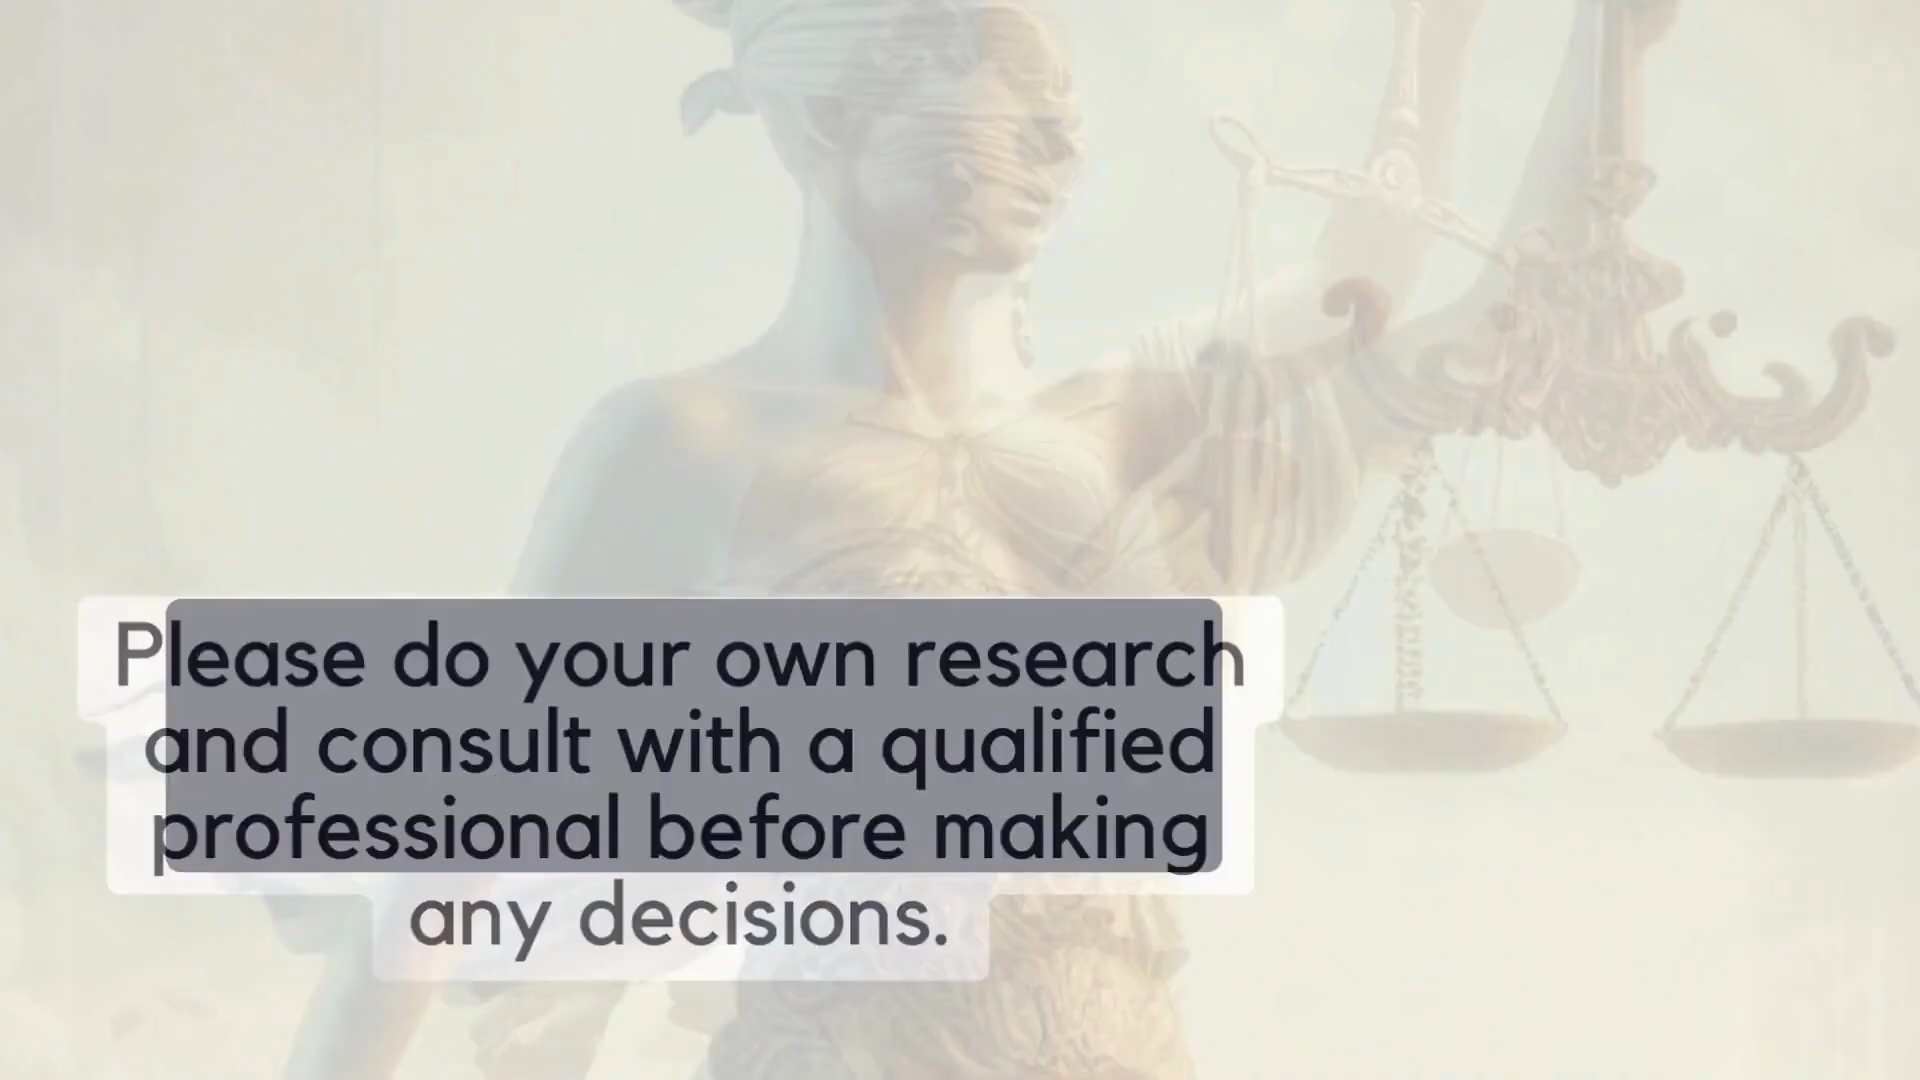 Please do your own research
and consult with a qualified
professional before making
any decisions.